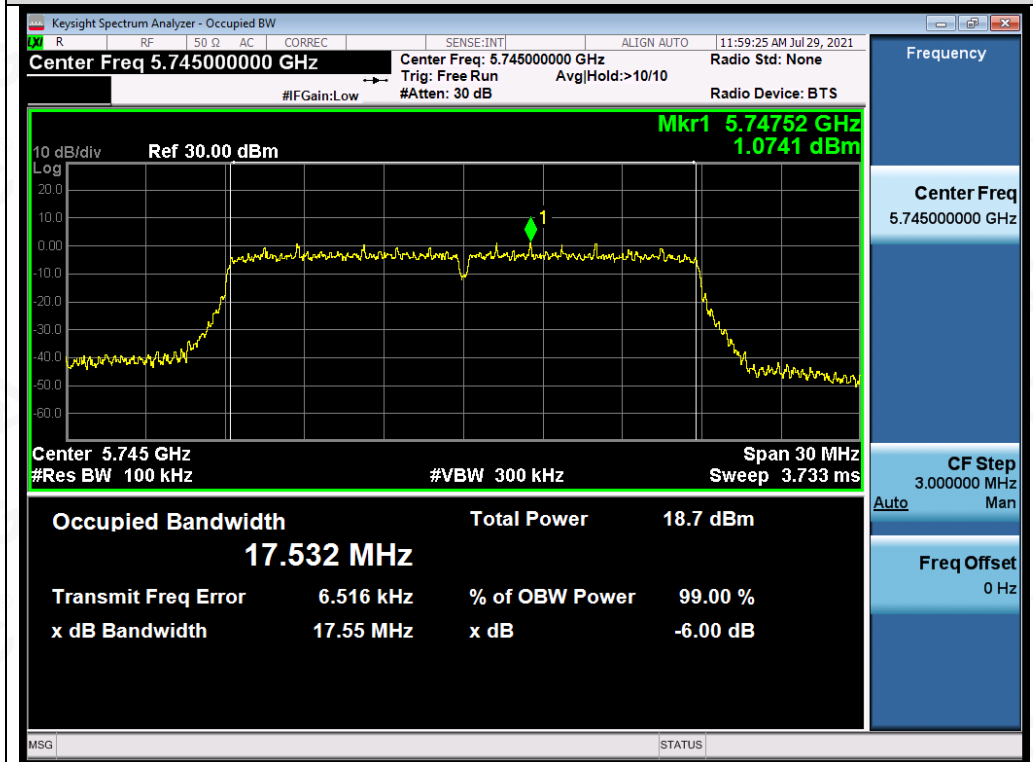 Keysight Spectrum Analyzer - Occupied BW
LXI R RF 50 Ω AC CORREC SENSE:INT ALIGN AUTO 11:59:25 AM Jul 29, 2021
Center Freq 5.745000000 GHz
Center Freq: 5.745000000 GHz
Radio Std: None
Trig: Free Run Avg|Hold:>10/10
#IFGain:Low #Atten: 30 dB Radio Device: BTS
Frequency
Mkr1 5.74752 GHz
1.0741 dBm
10 dB/div Ref 30.00 dBm
Log
20.0
10.0
0.00
-10.0
-20.0
-30.0
-40.0
-50.0
-60.0
1
Center 5.745 GHz Span 30 MHz
#Res BW 100 kHz #VBW 300 kHz Sweep 3.733 ms
Occupied Bandwidth Total Power 18.7 dBm
17.532 MHz
Transmit Freq Error 6.516 kHz % of OBW Power 99.00 %
x dB Bandwidth 17.55 MHz x dB -6.00 dB
Center Freq
5.745000000 GHz
CF Step
3.000000 MHz
Auto Man
Freq Offset
0 Hz
MSG STATUS